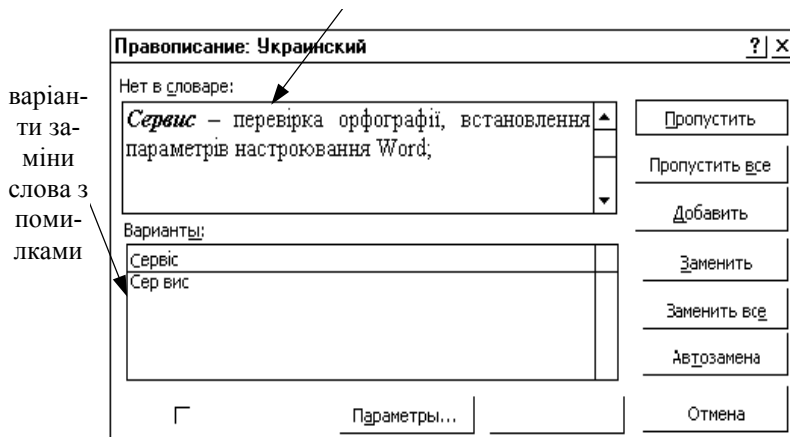 Правописание: Украинский
? ×
Нет в словаре:
варіан-
ти за-
міни
слова з
поми-
лками
Сервис – перевірка орфографії, встановлення
параметрів настроювання Word;
Пропустить
Пропустить все
Добавить
Варианты:
Сервіс
Сер вис
Заменить
Заменить все
Автозамена
Параметры...
Отмена